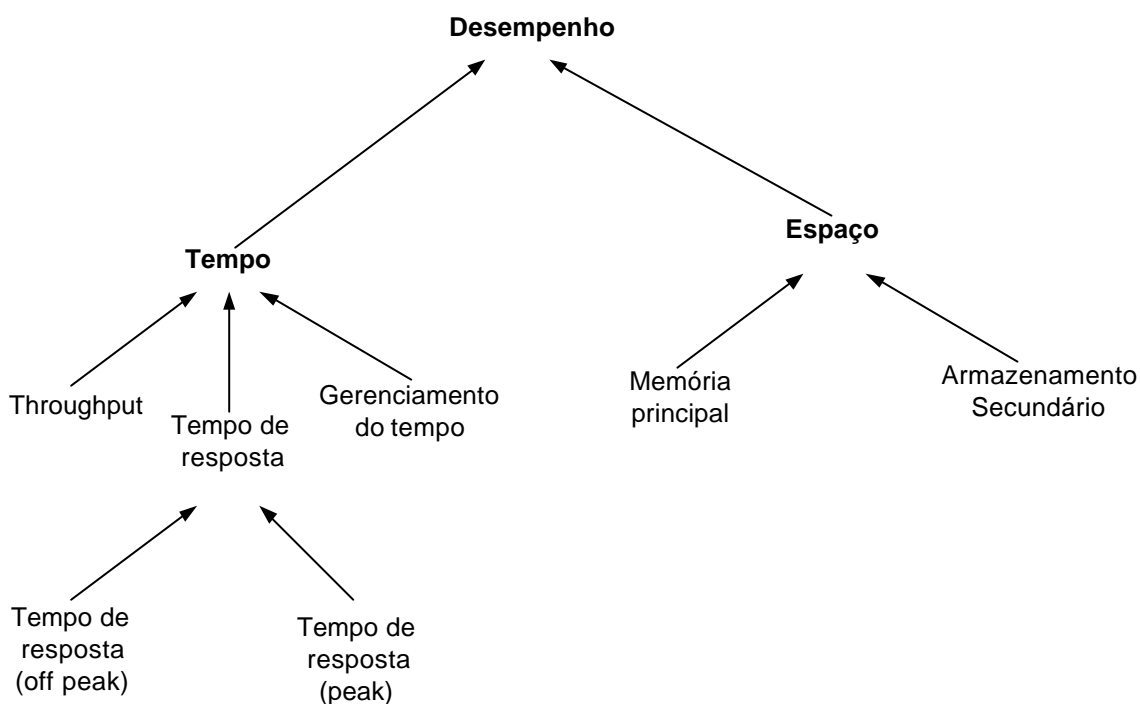 Desempenho
Espaço
Tempo
Throughput
Tempo de
resposta
Gerenciamento
do tempo
Memória
principal
Armazenamento
Secundário
Tempo de
resposta
(off peak)
Tempo de
resposta
(peak)